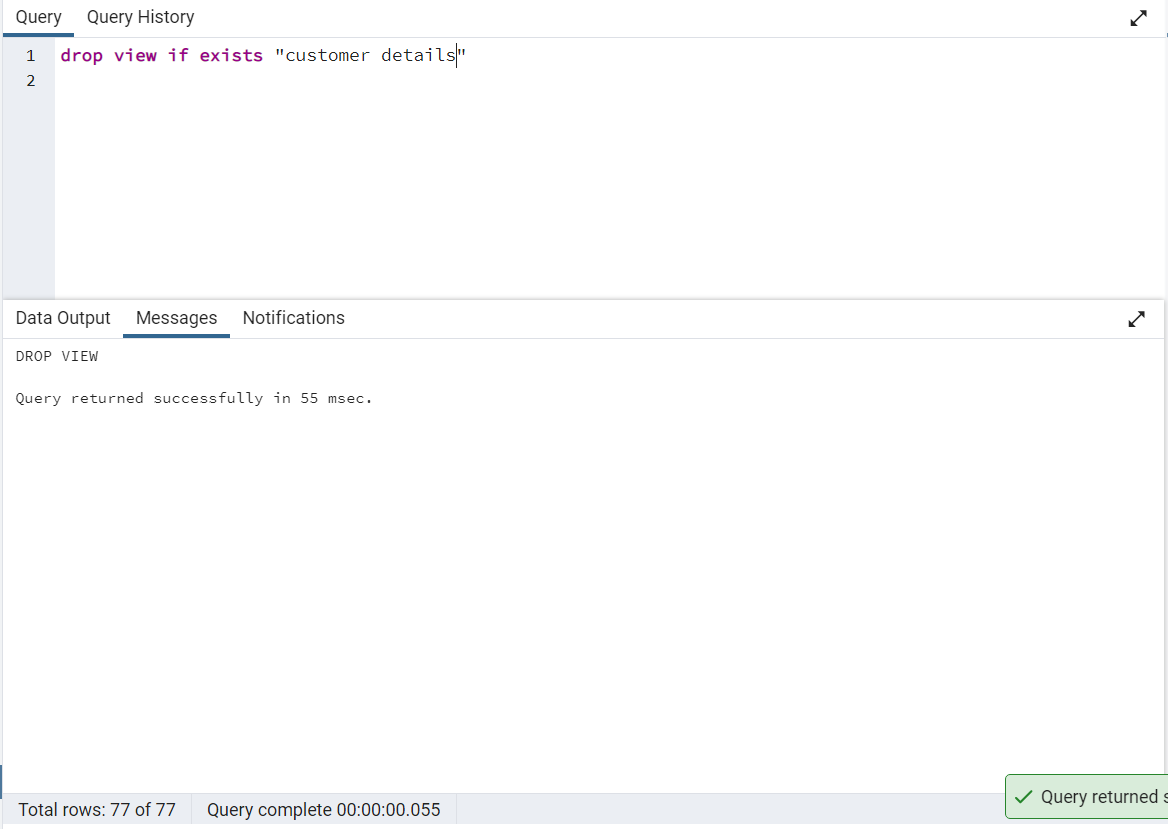 Query Query History
1 drop view if exists "customer details"
2
Data Output Messages Notifications
DROP VIEW
Query returned successfully in 55 msec.
Total rows: 77 of 77 Query complete 00:00:00.055
Query returned s